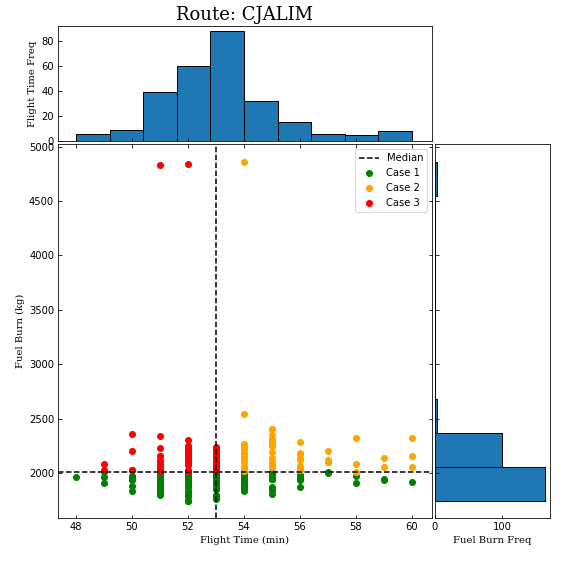 Route: CJALIM
Flight Time Freq
80
60
40
20
0
Median
Case 1
Case 2
Case 3
5000
4500
4000
3500
3000
2500
2000
Fuel Burn (kg)
48 50 52 54 56 58 60
Flight Time (min)
0 100
Fuel Burn Freq